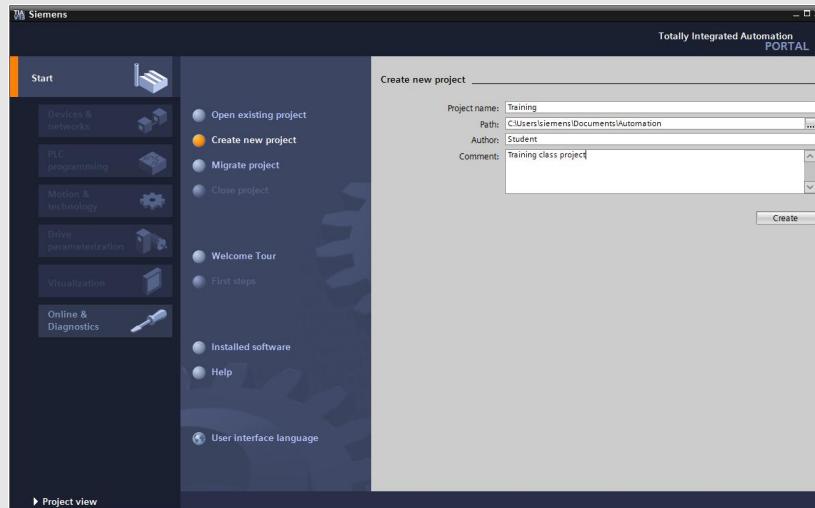 Siemens
Totally Integrated Automation
PORTAL
Start
Devices &
networks
PLC
programming
Motion &
technology
Drive
parameterization
Visualization
Online &
Diagnostics
Open existing project
Create new project
Migrate project
Close project
Welcome Tour
First steps
Installed software
Help
User interface language
Create new project
Project name: Training
Path: C:\Users\siemens\Documents\Automation
...
Author: Student
Comment: Training class project
Create
Project view